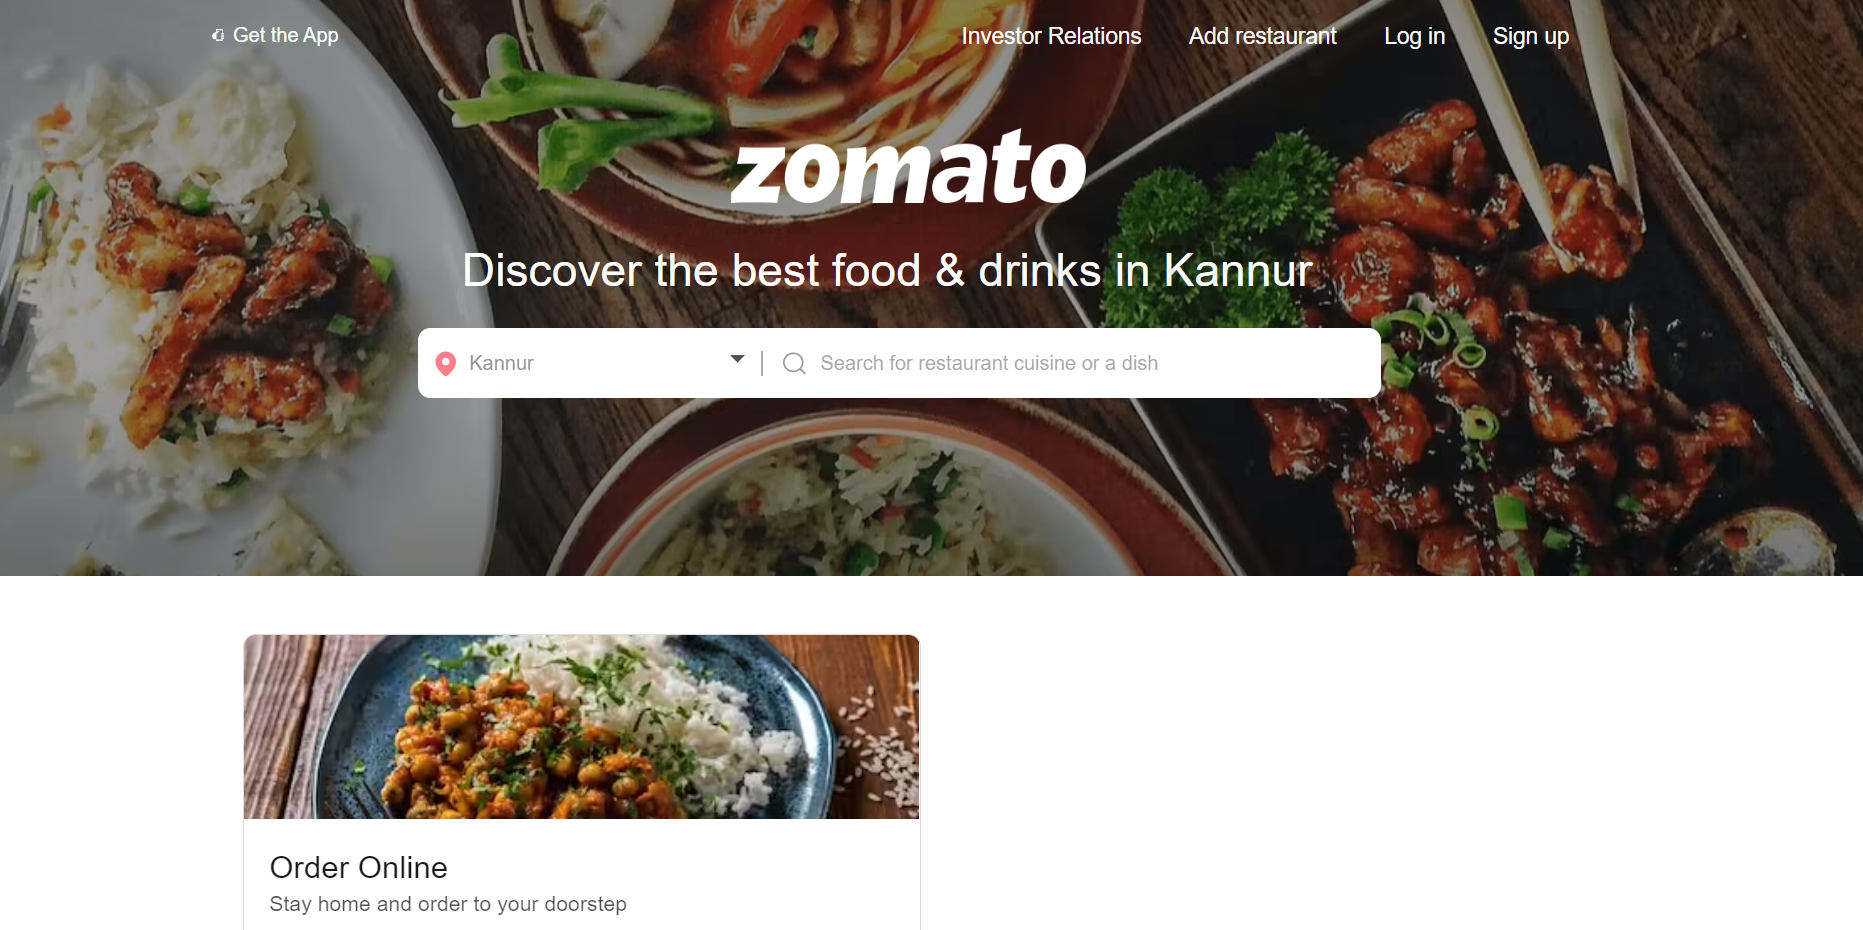 Get the App
Investor Relations
Add restaurant
Log in
Sign up
zomato
Discover the best food & drinks in Kannur
Kannur
Search for restaurant cuisine or a dish
Order Online
Stay home and order to your doorstep